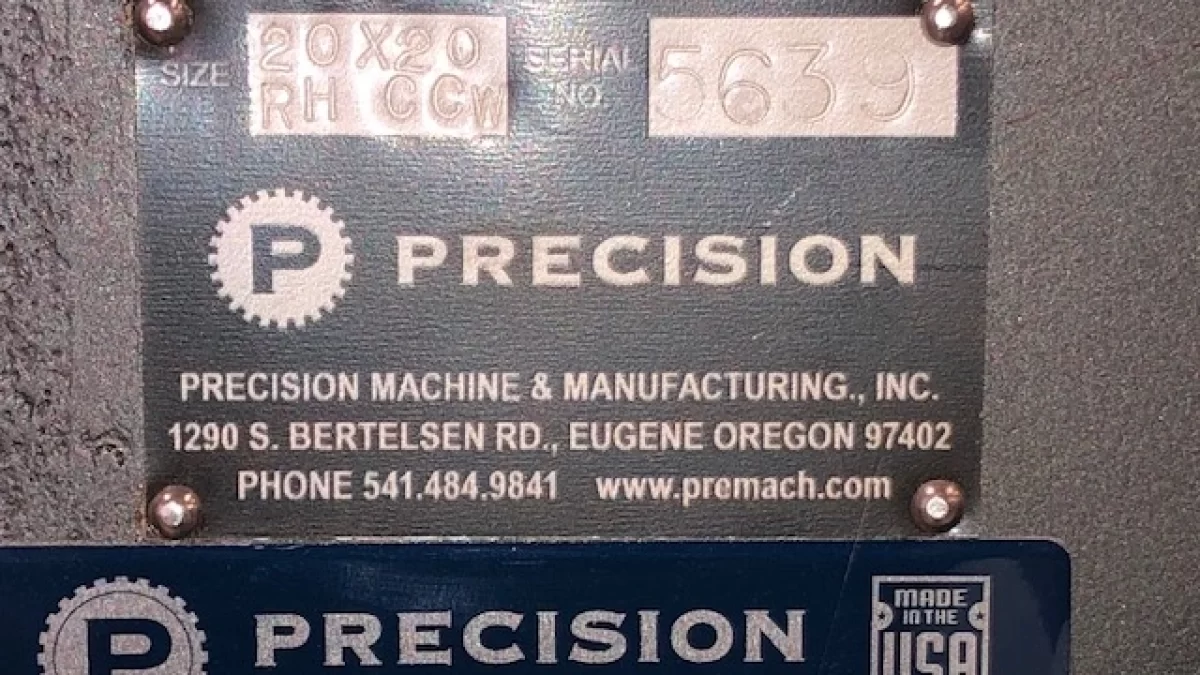 SIZE 20X20 SERIAL 5639
RH CCW NO.
P PRECISION
PRECISION MACHINE & MANUFACTURING., INC.
1290 S. BERTELSEN RD., EUGENE OREGON 97402
PHONE 541.484.9841 www.premach.com
P PRECISION
MADE
IN THE
USA